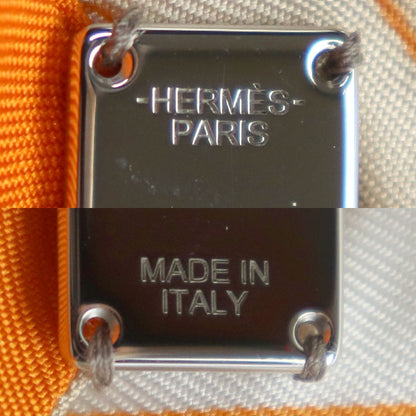 -HERMÈS-
PARIS
MADE IN
ITALY